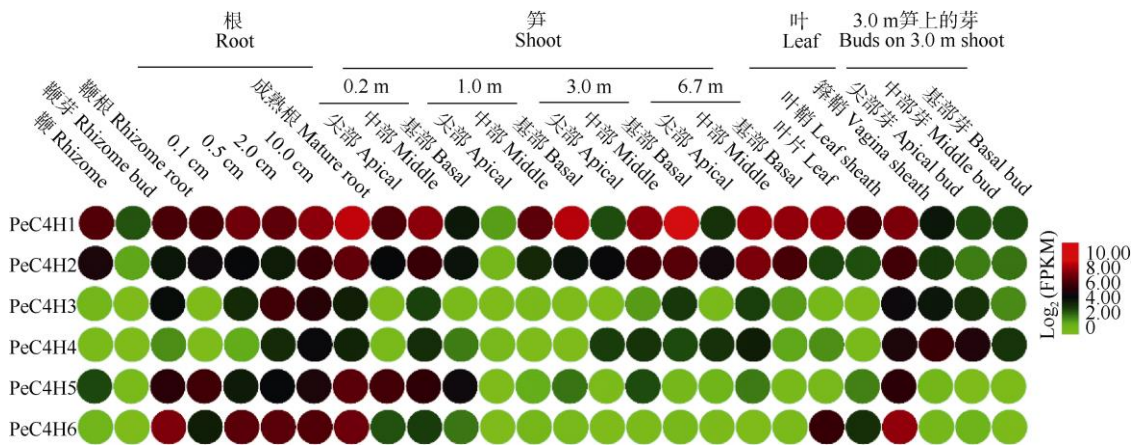 根
Root
笋
Shoot
叶
Leaf
3.0 m笋上的芽
Buds on 3.0 m shoot
0.2 m
1.0 m
3.0 m
6.7 m
鞭 Rhizome
鞭芽 Rhizome bud
鞭根 Rhizome root
0.1 cm
0.5 cm
2.0 cm
10.0 cm
成熟根 Mature root
尖部 Apical
中部 Middle
基部 Basal
尖部 Apical
中部 Middle
基部 Basal
尖部 Apical
中部 Middle
基部 Basal
尖部 Apical
中部 Middle
基部 Basal
叶片 Leaf
叶鞘 Leaf sheath
箨鞘 Vagina sheath
尖部芽 Apical bud
中部芽 Middle bud
基部芽 Basal bud
PeC4H1
PeC4H2
PeC4H3
PeC4H4
PeC4H5
PeC4H6
Log₂ (FPKM)
10.00
8.00
6.00
4.00
2.00
0